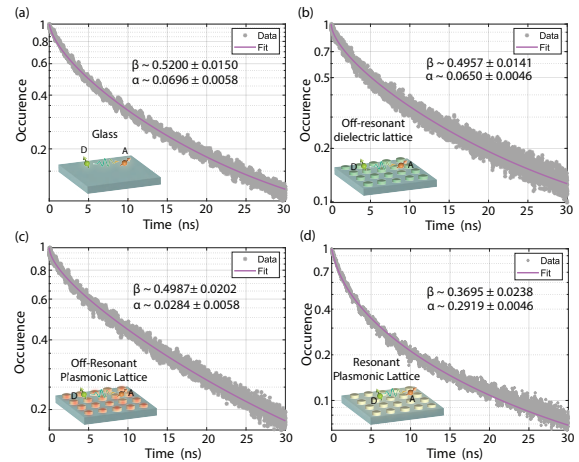 (a)
1
0.8
0.6
0.4
0.2
Occurence
Data
Fit
β ~ 0.5200 ± 0.0150
α ~ 0.0696 ± 0.0058
Glass
D
A
0
5
10
15
20
25
30
Time (ns)
(b)
1
0.7
0.5
0.2
0.1
Occurence
Data
Fit
β ~ 0.4957 ± 0.0141
α ~ 0.0650 ± 0.0046
Off-resonant
dielectric lattice
D
A
0
5
10
15
20
25
30
Time (ns)
(c)
1
0.8
0.6
0.4
0.2
Occurence
Data
Fit
β ~ 0.4987 ± 0.0202
α ~ 0.0284 ± 0.0058
Off-Resonant
Plasmonic Lattice
D
A
0
5
10
15
20
25
30
Time (ns)
(d)
1
0.7
0.4
0.2
0.1
Occurence
Data
Fit
β ~ 0.3695 ± 0.0238
α ~ 0.2919 ± 0.0046
Resonant
Plasmonic Lattice
D
A
0
5
10
15
20
25
30
Time (ns)